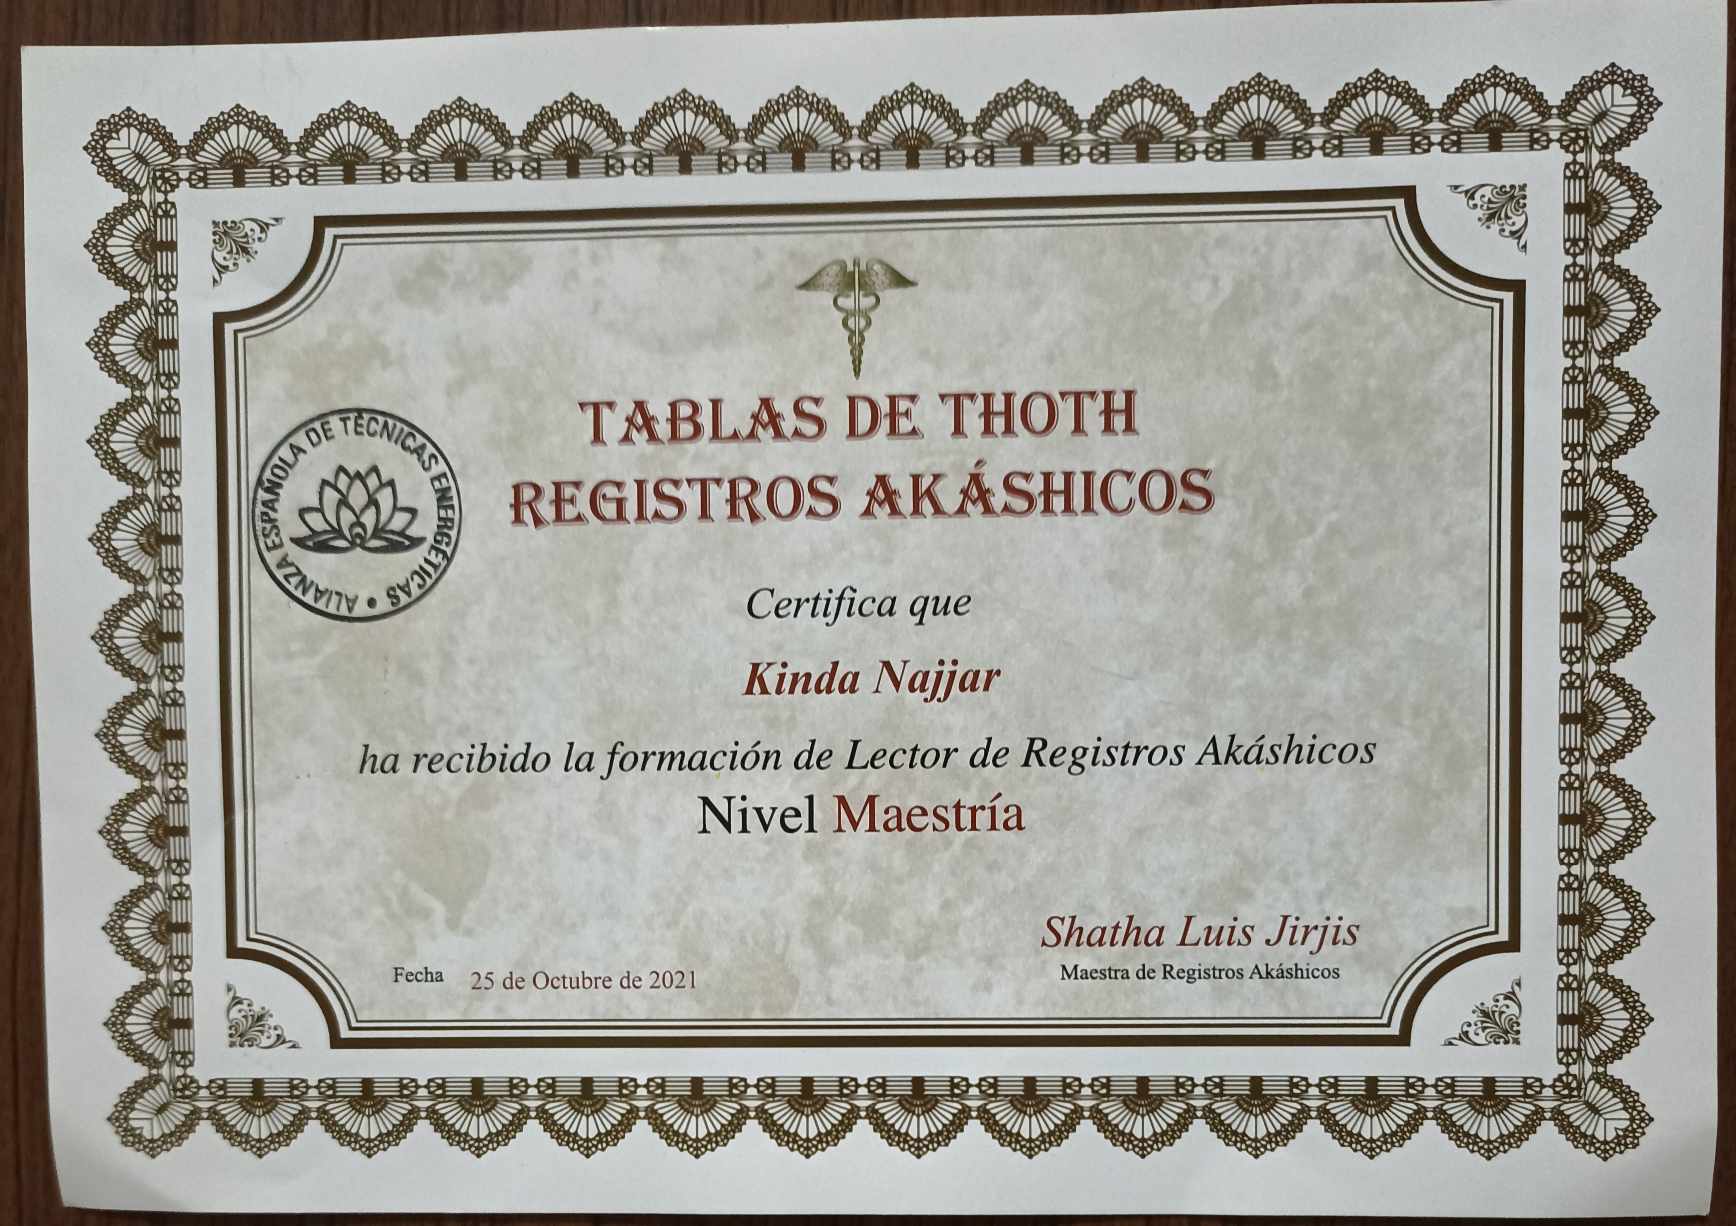 TABLAS DE THOTH
REGISTROS AKÁSHICOS
ALIANZA ESPAÑOLA DE TÉCNICAS ENERGÉTICAS •
Certifica que
Kinda Najjar
ha recibido la formación de Lector de Registros Akáshicos
Nivel Maestría
Shatha Luis Jirjis
Maestra de Registros Akáshicos
Fecha 25 de Octubre de 2021